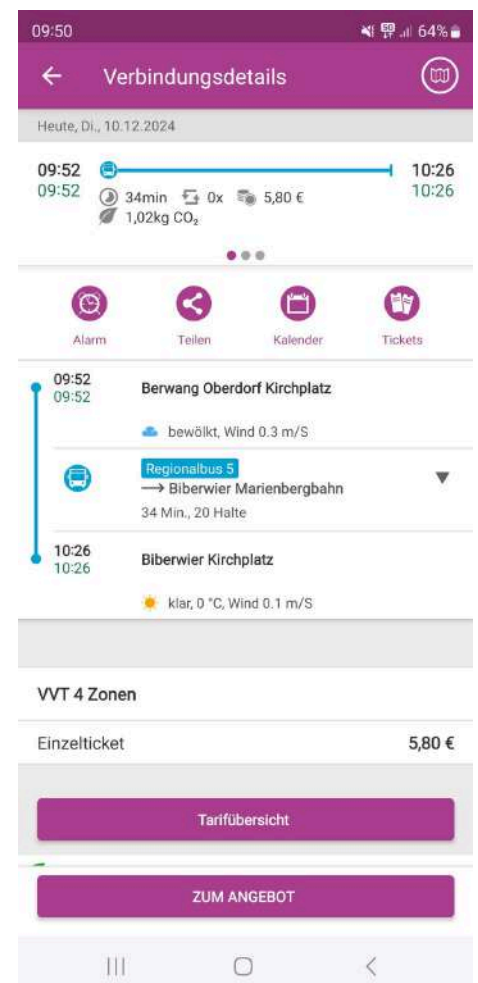 09:50 5G 64%
Verbindungsdetails
Heute, Di., 10.12.2024
09:52 10:26
09:52 10:26
34min 0x 5,80 €
1,02kg CO₂
Alarm Teilen Kalender Tickets
09:52
09:52
Berwang Oberdorf Kirchplatz
bewölkt, Wind 0.3 m/S
Regionalbus 5
→ Biberwier Marienbergbahn
34 Min., 20 Halte
10:26
10:26
Biberwier Kirchplatz
klar, 0 °C, Wind 0.1 m/S
VVT 4 Zonen
Einzelticket 5,80 €
Tarifübersicht
ZUM ANGEBOT